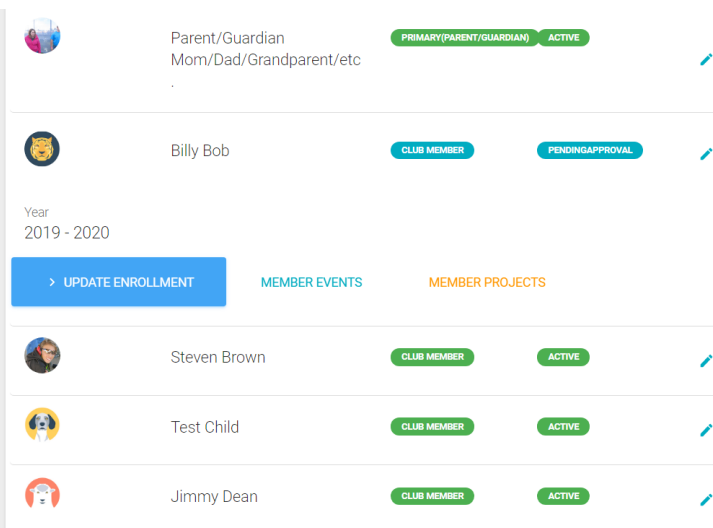 Parent/Guardian
Mom/Dad/Grandparent/etc
.
PRIMARY(PARENT/GUARDIAN) ACTIVE
Billy Bob CLUB MEMBER PENDINGAPPROVAL
Year
2019 - 2020
> UPDATE ENROLLMENT MEMBER EVENTS MEMBER PROJECTS
Steven Brown CLUB MEMBER ACTIVE
Test Child CLUB MEMBER ACTIVE
Jimmy Dean CLUB MEMBER ACTIVE